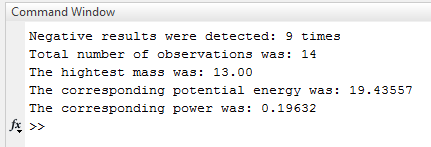 Command Window
Negative results were detected: 9 times
Total number of observations was: 14
The hightest mass was: 13.00
The corresponding potential energy was: 19.43557
The corresponding power was: 0.19632
fx >>